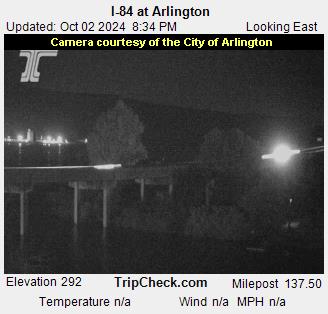 I-84 at Arlington
Updated: Oct 02 2024 8:34 PM Looking East
Camera courtesy of the City of Arlington
Elevation 292 TripCheck.com Milepost 137.50
Temperature n/a Wind n/a MPH n/a